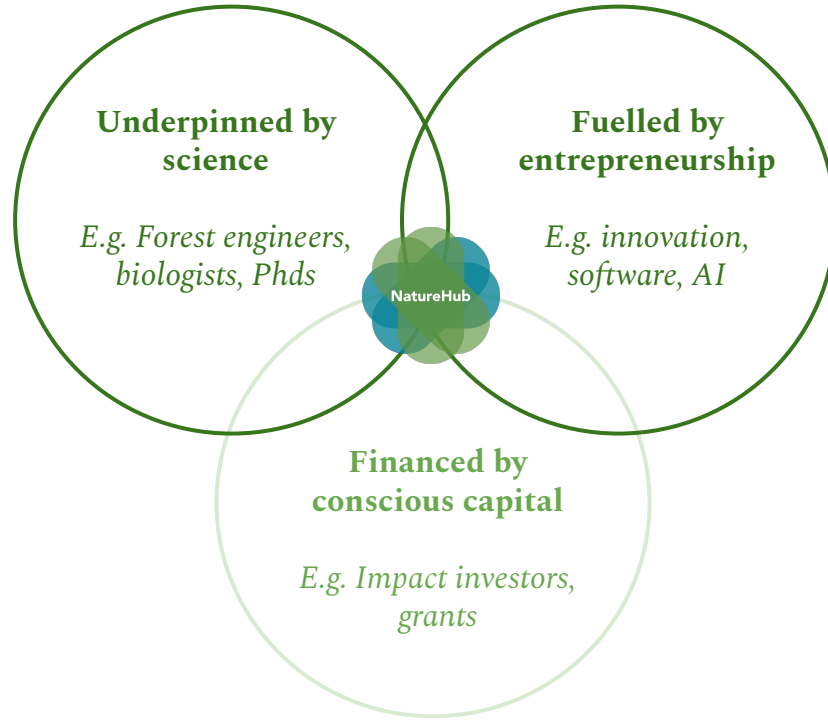 Underpinned by
science
E.g. Forest engineers,
biologists, Phds
Fuelled by
entrepreneurship
E.g. innovation,
software, AI
NatureHub
Financed by
conscious capital
E.g. Impact investors,
grants